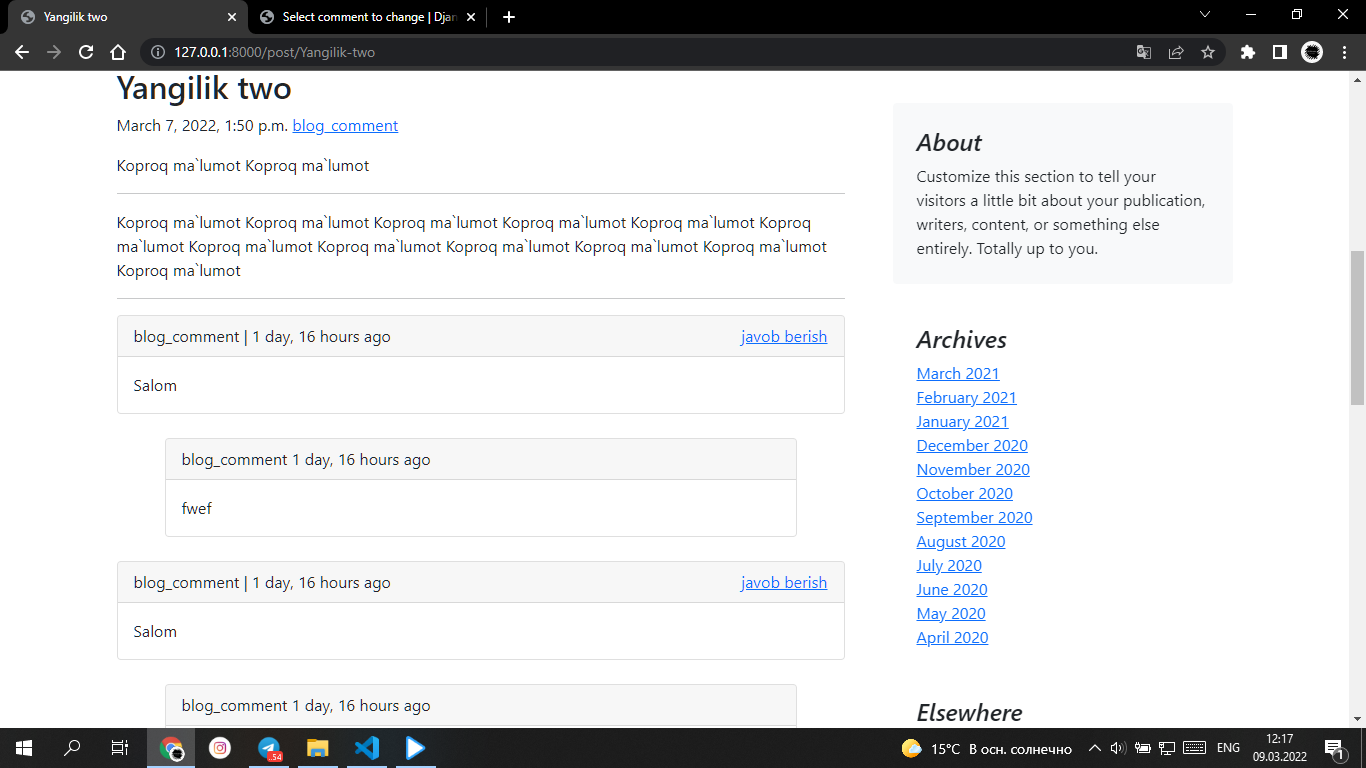 Yangilik two
Select comment to change | Djan
127.0.0.1:8000/post/Yangilik-two
Yangilik two
March 7, 2022, 1:50 p.m. blog_comment
Koproq ma`lumot Koproq ma`lumot
Koproq ma`lumot Koproq ma`lumot Koproq ma`lumot Koproq ma`lumot Koproq ma`lumot Koproq
ma`lumot Koproq ma`lumot Koproq ma`lumot Koproq ma`lumot Koproq ma`lumot Koproq ma`lumot
Koproq ma`lumot
blog_comment | 1 day, 16 hours ago
javob berish
Salom
blog_comment 1 day, 16 hours ago
fwef
blog_comment | 1 day, 16 hours ago
javob berish
Salom
blog_comment 1 day, 16 hours ago
About
Customize this section to tell your
visitors a little bit about your publication,
writers, content, or something else
entirely. Totally up to you.
Archives
March 2021
February 2021
January 2021
December 2020
November 2020
October 2020
September 2020
August 2020
July 2020
June 2020
May 2020
April 2020
Elsewhere
54
15°C В осн. солнечно
ENG
12:17
09.03.2022
1